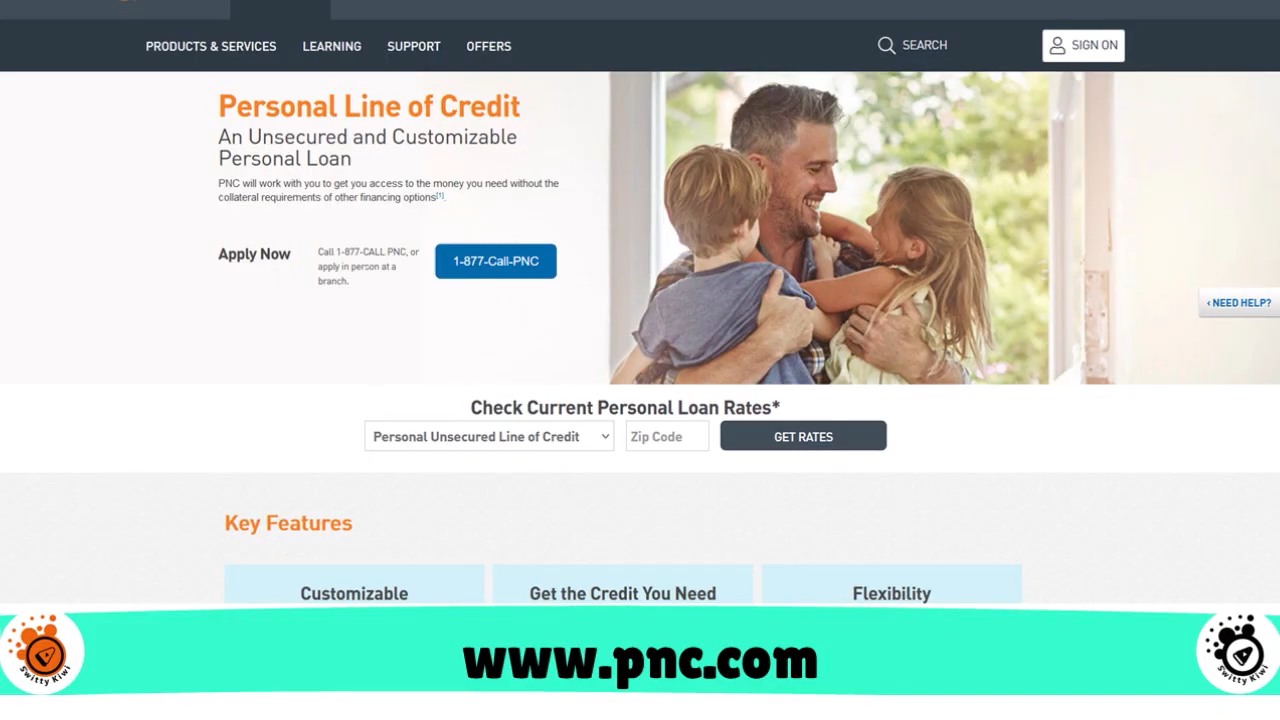 PRODUCTS & SERVICES LEARNING SUPPORT OFFERS SEARCH SIGN ON
Personal Line of Credit
An Unsecured and Customizable
Personal Loan
PNC will work with you to get you access to the money you need without the
collateral requirements of other financing options[1].
Apply Now
Call 1-877-CALL PNC, or
apply in person at a
branch.
1-877-Call-PNC
‹ NEED HELP?
Check Current Personal Loan Rates*
Personal Unsecured Line of Credit Zip Code GET RATES
Key Features
Customizable Get the Credit You Need Flexibility
www.pnc.com
Switty Kiwi
Switty Kiwi